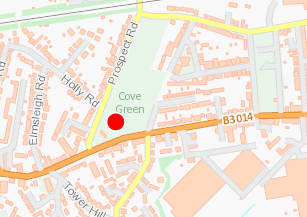 Prospect Rd
Holly Rd
Elmsleigh Rd
Cove
Green
B3014
Tower Hill